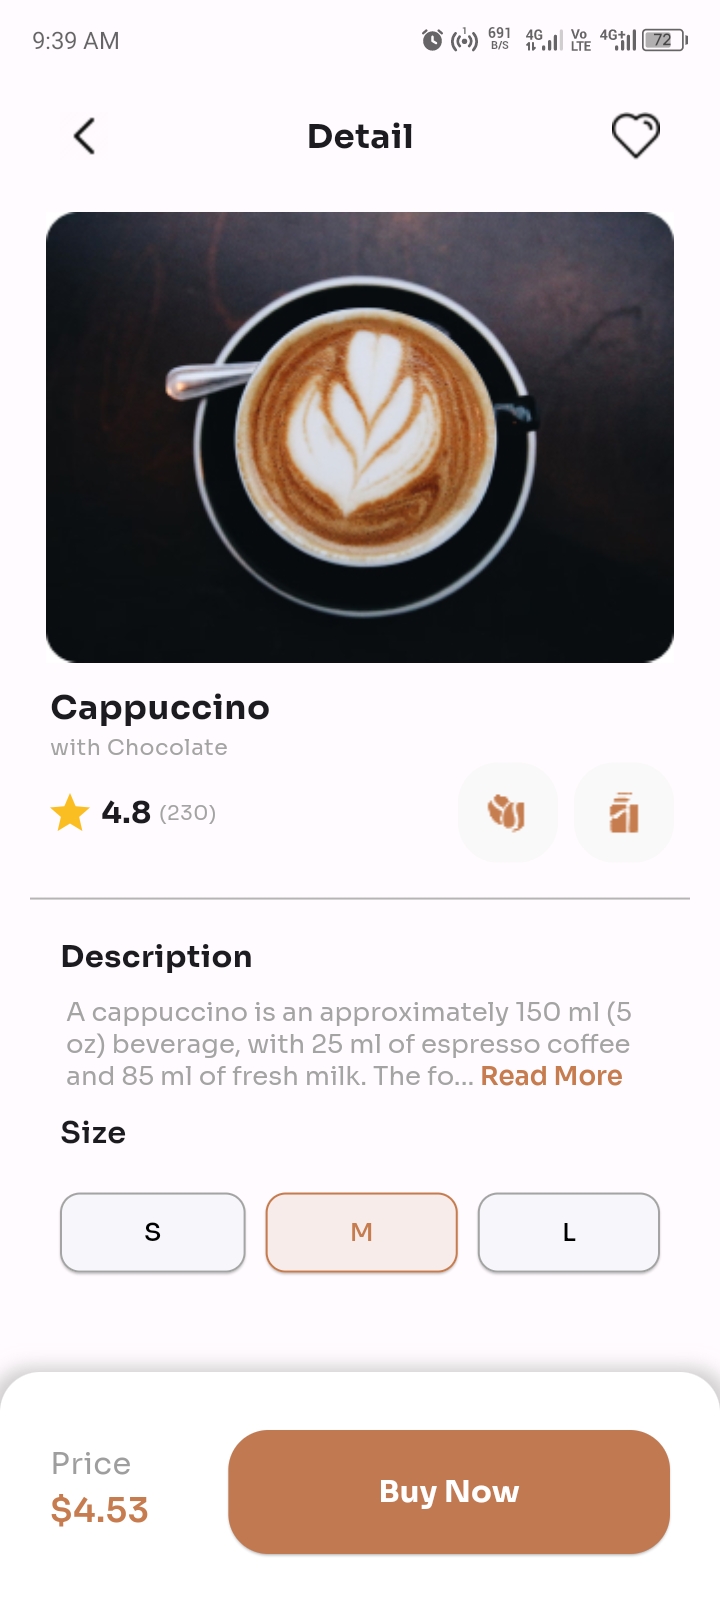 9:39 AM
1
691 B/S 4G Vo LTE 4G+ 72
Detail
Cappuccino
with Chocolate
4.8 (230)
Description
A cappuccino is an approximately 150 ml (5
oz) beverage, with 25 ml of espresso coffee
and 85 ml of fresh milk. The fo... Read More
Size
S M L
Price
$4.53
Buy Now